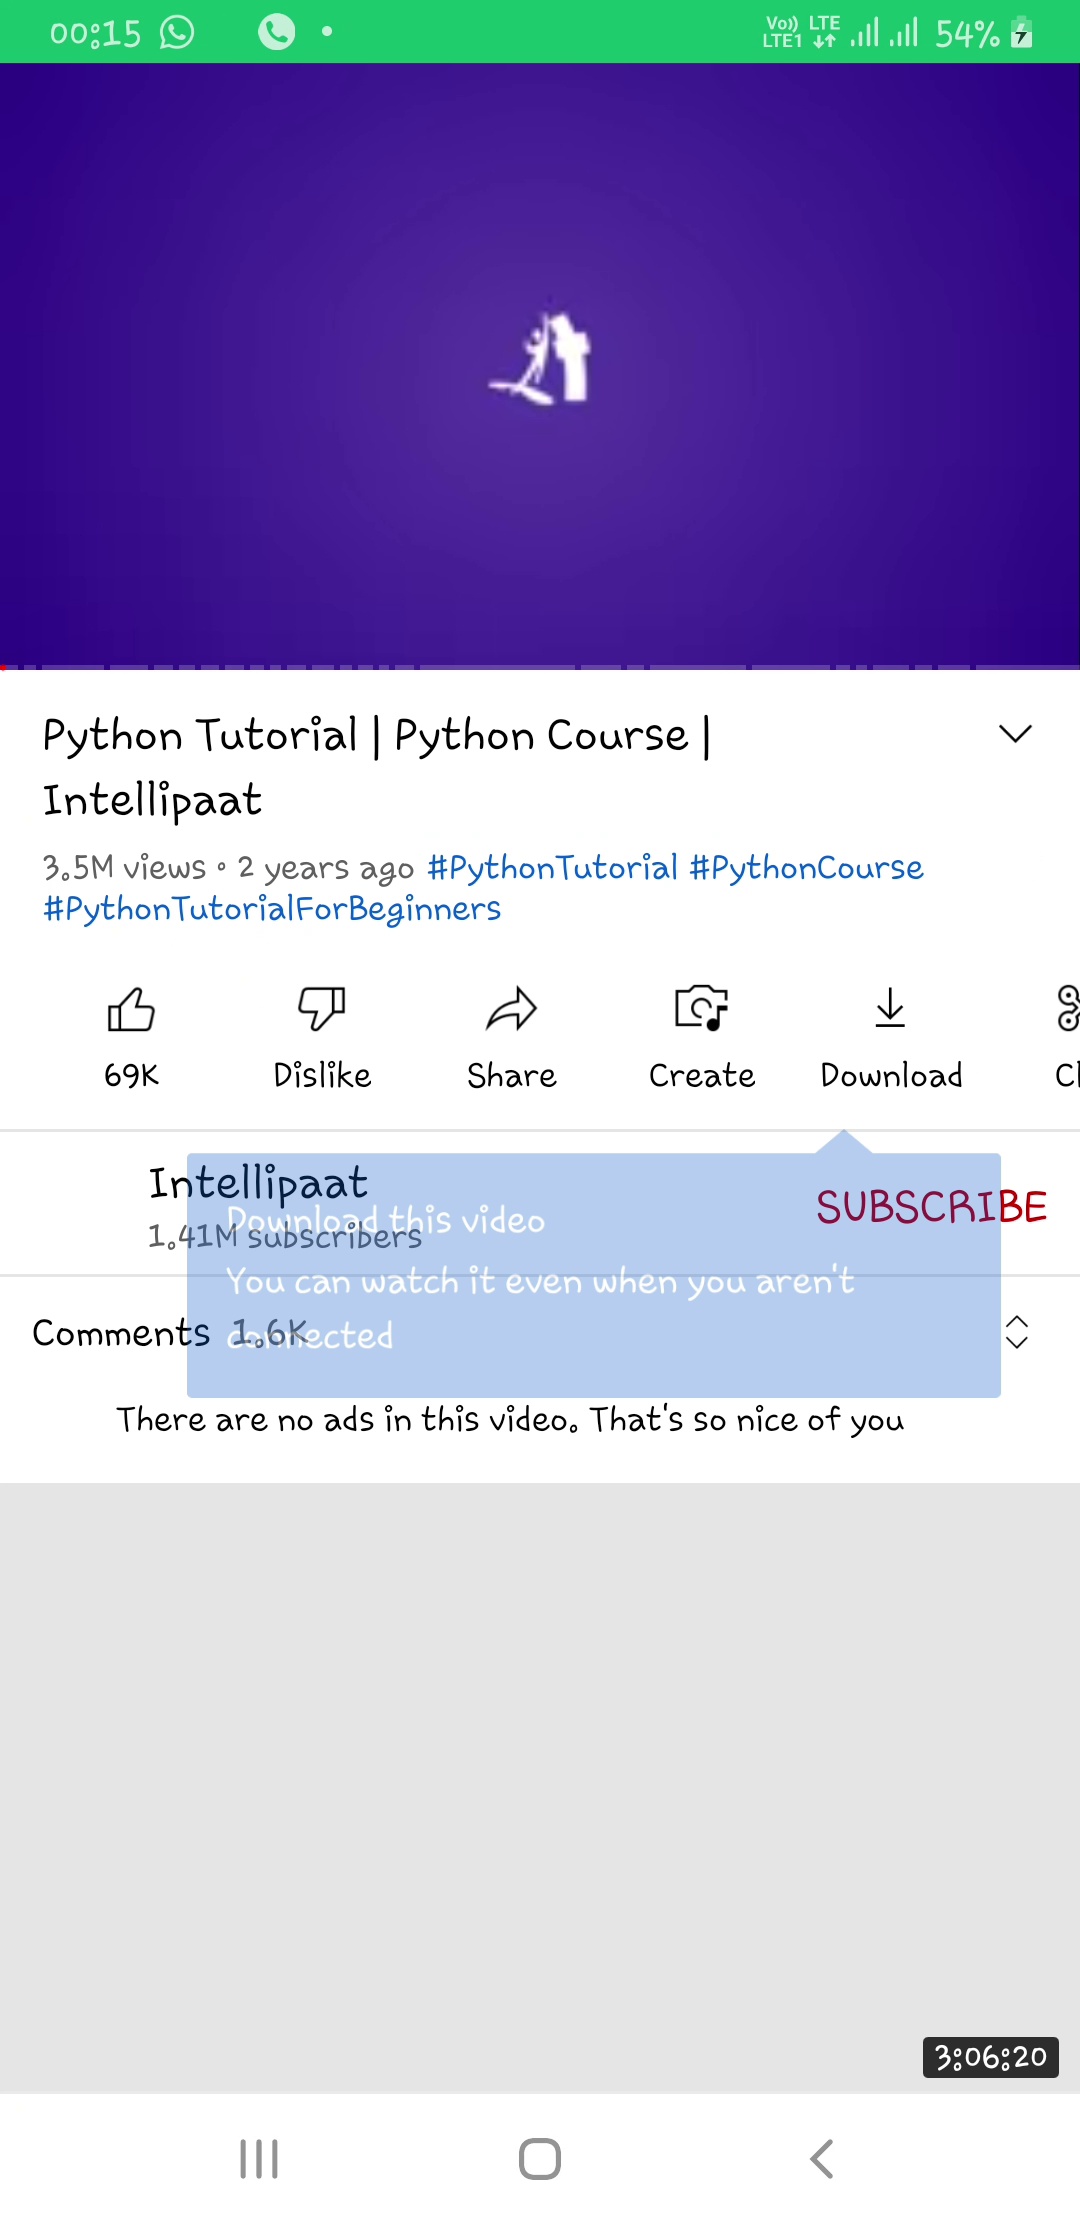 00:15
Vo)) LTE
LTE1
54%
Python Tutorial | Python Course |
Intellipaat
3.5M views • 2 years ago #PythonTutorial #PythonCourse
#PythonTutorialForBeginners
69K Dislike Share Create Download Cl
Intellipaat
SUBSCRIBE
1.41M subscribers
Download this video
You can watch it even when you aren't
connected
Comments 1.6K
There are no ads in this video. That's so nice of you
3:06:20